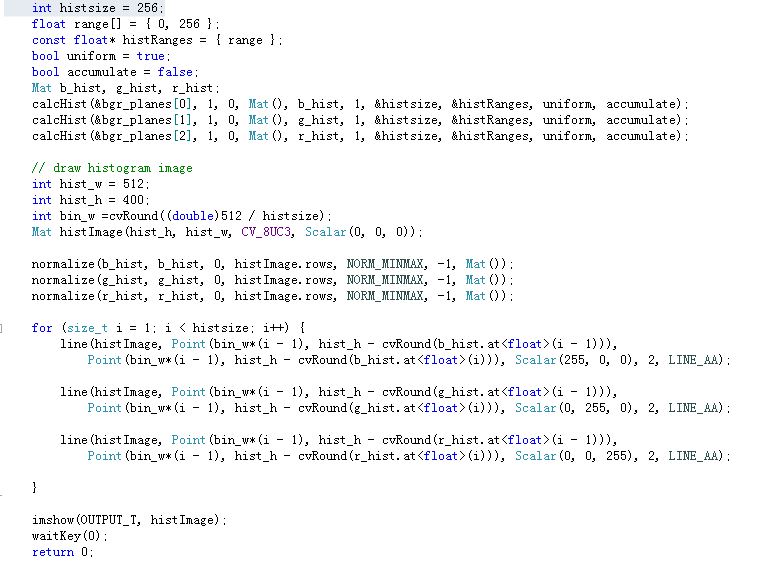 int histsize = 256;
float range[] = { 0, 256 };
const float* histRanges = { range };
bool uniform = true;
bool accumulate = false;
Mat b_hist, g_hist, r_hist;
calcHist(&bgr_planes[0], 1, 0, Mat(), b_hist, 1, &histsize, &histRanges, uniform, accumulate);
calcHist(&bgr_planes[1], 1, 0, Mat(), g_hist, 1, &histsize, &histRanges, uniform, accumulate);
calcHist(&bgr_planes[2], 1, 0, Mat(), r_hist, 1, &histsize, &histRanges, uniform, accumulate);
// draw histogram image
int hist_w = 512;
int hist_h = 400;
int bin_w =cvRound((double)512 / histsize);
Mat histImage(hist_h, hist_w, CV_8UC3, Scalar(0, 0, 0));
normalize(b_hist, b_hist, 0, histImage.rows, NORM_MINMAX, -1, Mat());
normalize(g_hist, g_hist, 0, histImage.rows, NORM_MINMAX, -1, Mat());
normalize(r_hist, r_hist, 0, histImage.rows, NORM_MINMAX, -1, Mat());
for (size_t i = 1; i < histsize; i++) {
line(histImage, Point(bin_w*(i - 1), hist_h - cvRound(b_hist.at<float>(i - 1))),
Point(bin_w*(i - 1), hist_h - cvRound(b_hist.at<float>(i))), Scalar(255, 0, 0), 2, LINE_AA);
line(histImage, Point(bin_w*(i - 1), hist_h - cvRound(g_hist.at<float>(i - 1))),
Point(bin_w*(i - 1), hist_h - cvRound(g_hist.at<float>(i))), Scalar(0, 255, 0), 2, LINE_AA);
line(histImage, Point(bin_w*(i - 1), hist_h - cvRound(r_hist.at<float>(i - 1))),
Point(bin_w*(i - 1), hist_h - cvRound(r_hist.at<float>(i))), Scalar(0, 0, 255), 2, LINE_AA);
}
imshow(OUTPUT_T, histImage);
waitKey(0);
return 0;